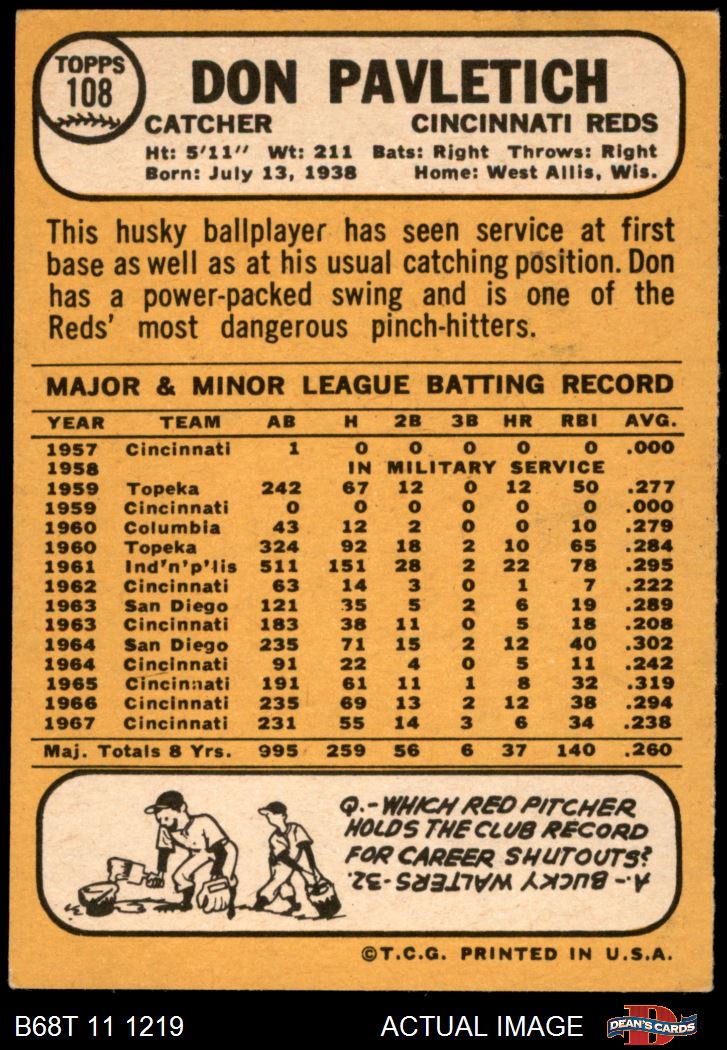 TOPPS
108
DON PAVLETICH
CATCHER CINCINNATI REDS
Ht: 5'11" Wt: 211 Bats: Right Throws: Right
Born: July 13, 1938 Home: West Allis, Wis.
This husky ballplayer has seen service at first
base as well as at his usual catching position. Don
has a power-packed swing and is one of the
Reds' most dangerous pinch-hitters.
MAJOR & MINOR LEAGUE BATTING RECORD
YEAR TEAM AB H 2B 3B HR RBI AVG.
1957 Cincinnati 1 0 0 0 0 0 .000
1958 IN MILITARY SERVICE
1959 Topeka 242 67 12 0 12 50 .277
1959 Cincinnati 0 0 0 0 0 0 .000
1960 Columbia 43 12 2 0 0 10 .279
1960 Topeka 324 92 18 2 10 65 .284
1961 Ind'n'p'lis 511 151 28 2 22 78 .295
1962 Cincinnati 63 14 3 0 1 7 .222
1963 San Diego 121 35 5 2 6 19 .289
1963 Cincinnati 183 38 11 0 5 18 .208
1964 San Diego 235 71 15 2 12 40 .302
1964 Cincinnati 91 22 4 0 5 11 .242
1965 Cincinnati 191 61 11 1 8 32 .319
1966 Cincinnati 235 69 13 2 12 38 .294
1967 Cincinnati 231 55 14 3 6 34 .238
Maj. Totals 8 Yrs. 995 259 56 6 37 140 .260
Q.-WHICH RED PITCHER
HOLDS THE CLUB RECORD
FOR CAREER SHUTOUTS?
A.-BUCKY WALTERS-32.
©T.C.G. PRINTED IN U.S.A.
B68T 11 1219 ACTUAL IMAGE
DEAN'S CARDS